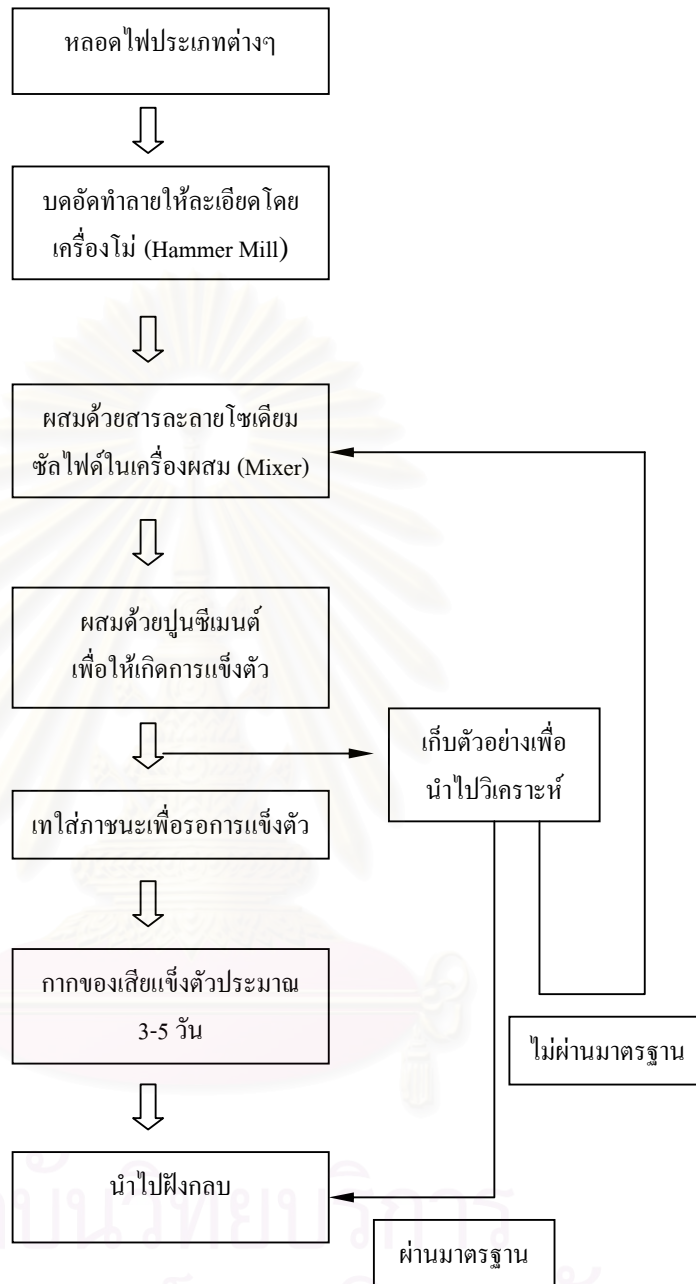 หลอดไฟประเภทต่างๆ
บดอัดทำลายให้ละเอียดโดย
เครื่องโม่ (Hammer Mill)
ผสมด้วยสารละลายโซเดียม
ซัลไฟด์ในเครื่องผสม (Mixer)
ผสมด้วยปูนซีเมนต์
เพื่อให้เกิดการแข็งตัว
เก็บตัวอย่างเพื่อ
นำไปวิเคราะห์
เทใส่ภาชนะเพื่อรอการแข็งตัว
กากของเสียแข็งตัวประมาณ
3-5 วัน
ไม่ผ่านมาตรฐาน
นำไปฝังกลบ
ผ่านมาตรฐาน